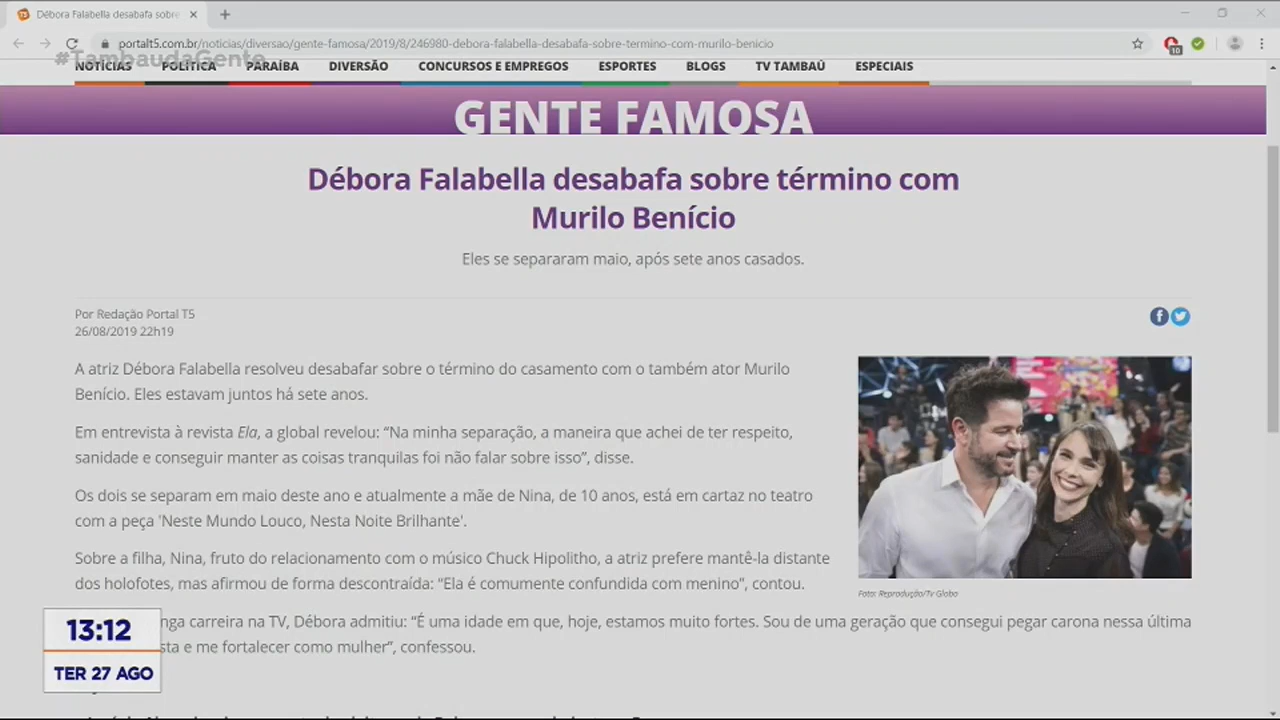 Débora Falabella desabafa sobre
portalt5.com.br/noticias/diversao/gente-famosa/2019/8/246980-debora-falabella-desabafa-sobre-termino-com-murilo-benicio
10
#TambaudaGente
NOTÍCIAS POLÍTICA PARAÍBA DIVERSÃO CONCURSOS E EMPREGOS ESPORTES BLOGS TV TAMBAÚ ESPECIAIS
GENTE FAMOSA
Débora Falabella desabafa sobre término com
Murilo Benício
Eles se separaram maio, após sete anos casados.
Por Redação Portal T5
26/08/2019 22h19
A atriz Débora Falabella resolveu desabafar sobre o término do casamento com o também ator Murilo
Benício. Eles estavam juntos há sete anos.
Em entrevista à revista Ela, a global revelou: “Na minha separação, a maneira que achei de ter respeito,
sanidade e conseguir manter as coisas tranquilas foi não falar sobre isso”, disse.
Os dois se separam em maio deste ano e atualmente a mãe de Nina, de 10 anos, está em cartaz no teatro
com a peça 'Neste Mundo Louco, Nesta Noite Brilhante'.
Sobre a filha, Nina, fruto do relacionamento com o músico Chuck Hipolitho, a atriz prefere mantê-la distante
dos holofotes, mas afirmou de forma descontraída: “Ela é comumente confundida com menino”, contou.
Foto: Reprodução/Tv Globo
nga carreira na TV, Débora admitiu: “É uma idade em que, hoje, estamos muito fortes. Sou de uma geração que consegui pegar carona nessa última
sta e me fortalecer como mulher”, confessou.
13:12
TER 27 AGO